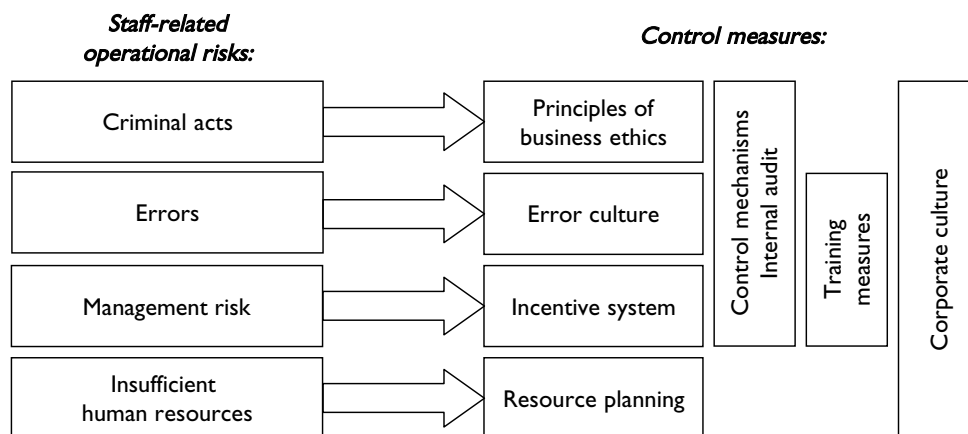 Staff-related
operational risks:
Control measures:
Criminal acts
Principles of
business ethics
Errors
Error culture
Management risk
Incentive system
Insufficient
human resources
Resource planning
Control mechanisms
Internal audit
Training
measures
Corporate culture